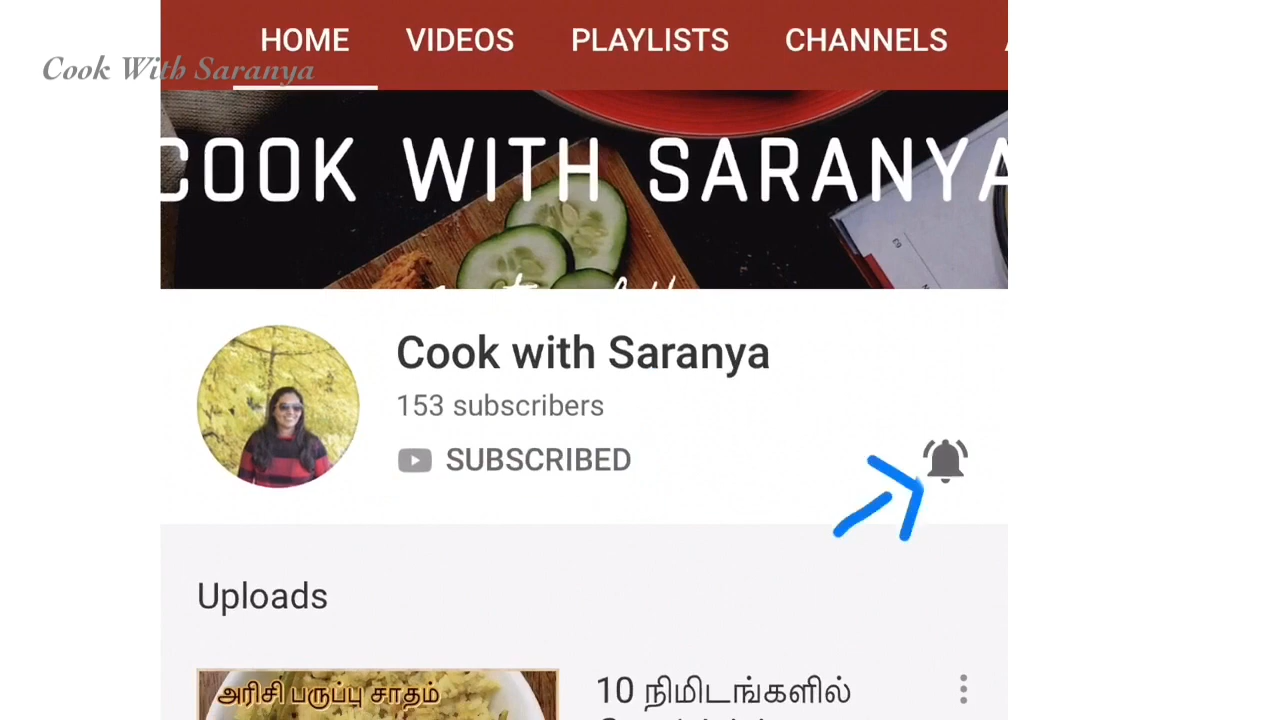 HOME VIDEOS PLAYLISTS CHANNELS
Cook With Saranya
COOK WITH SARANYA
Cook with Saranya
153 subscribers
SUBSCRIBED
Uploads
அரிசி பருப்பு சாதம்
10 நிமிடங்களில்